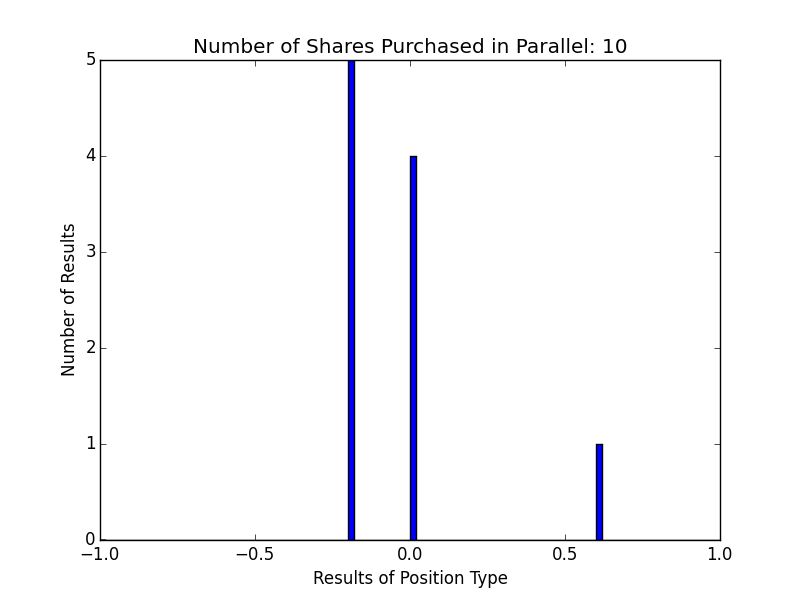 Number of Shares Purchased in Parallel: 10
5
4
3
2
1
0
Number of Results
−1.0 −0.5 0.0 0.5 1.0
Results of Position Type